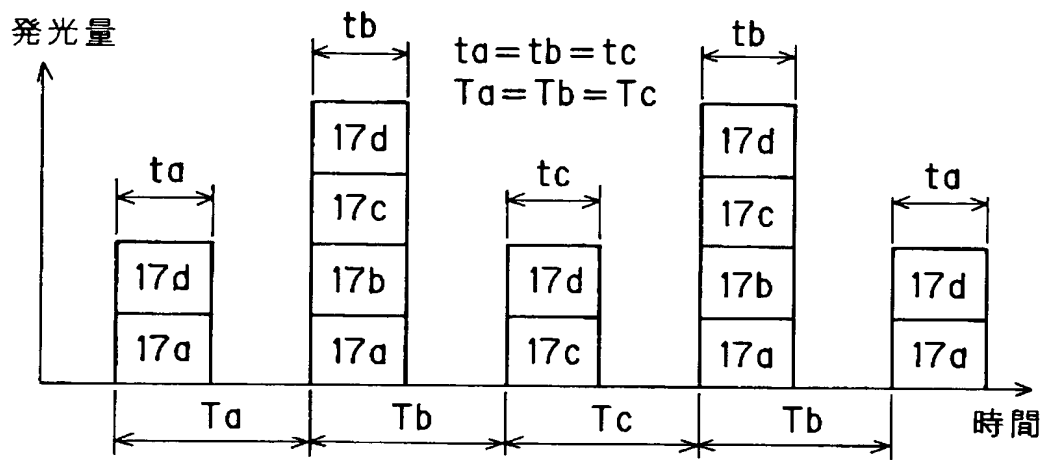 発光量
tb
ta=tb=tc
Ta=Tb=Tc
tb
ta
17d
17a
17d
17c
17b
17a
tc
17d
17c
17d
17c
17b
17a
ta
17d
17a
Ta
Tb
Tc
Tb
時間